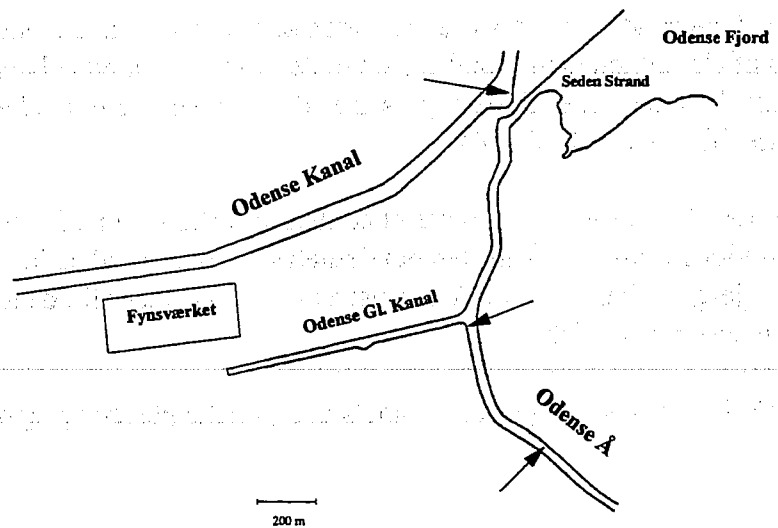 Odense Fjord
Seden Strand
Odense Kanal
Fynsværket
Odense Gl. Kanal
Odense Å
200 m